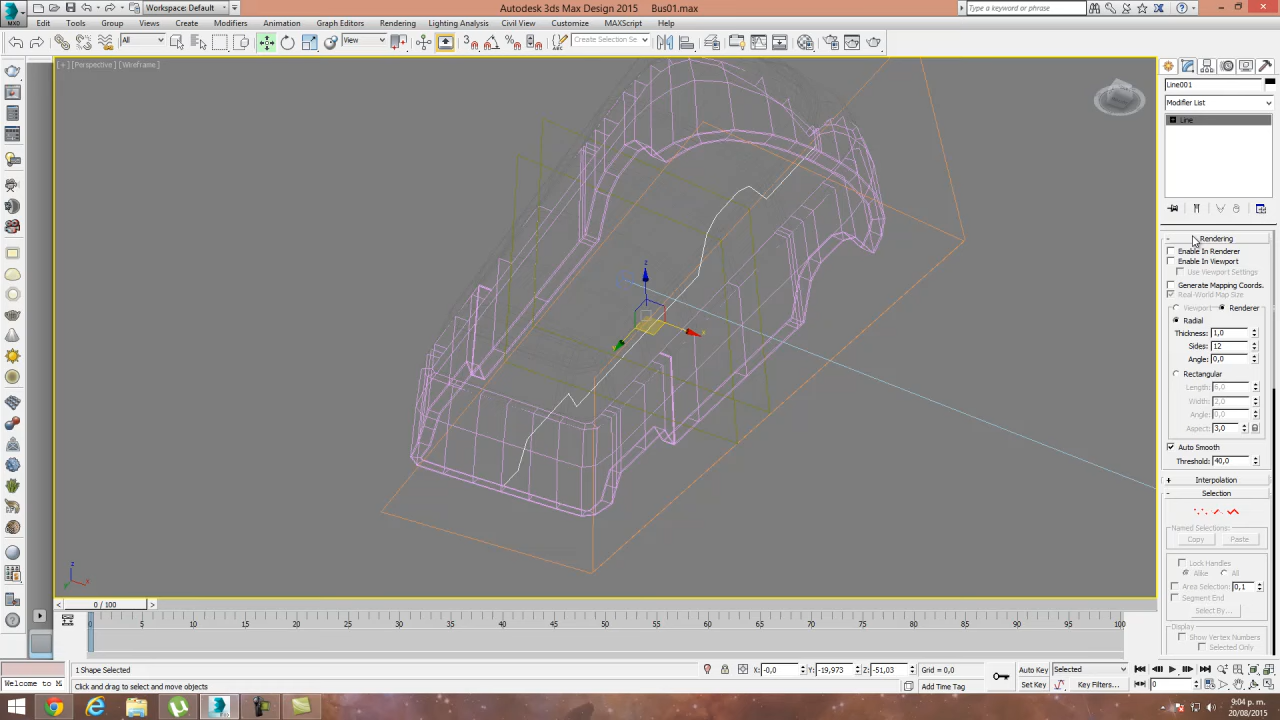 Workspace: Default
Autodesk 3ds Max Design 2015 Bus01.max
Type a keyword or phrase
MXD
Edit Tools Group Views Create Modifiers Animation Graph Editors Rendering Lighting Analysis Civil View Customize MAXScript Help
All
View
Create Selection Se
[+] [Perspective] [Wireframe]
Line001
Modifier List
Line
z
x
Rendering
Enable In Renderer
Enable In Viewport
Use Viewport Settings
Generate Mapping Coords.
Real-World Map Size
Viewport Renderer
Radial
Thickness: 1,0
Sides: 12
Angle: 0,0
Rectangular
Length: 6,0
Width: 2,0
Angle: 0,0
Aspect: 3,0
Auto Smooth
Threshold: 40,0
Interpolation
Selection
Named Selections:
Copy Paste
Lock Handles
Alike All
Area Selection: 0,1
Segment End
Select By...
Display
Show Vertex Numbers
Selected Only
z
y x
0 / 100
0 5 10 15 20 25 30 35 40 45 50 55 60 65 70 75 80 85 90 95 100
1 Shape Selected
X: -0,0 Y: -19,973 Z: -51,03 Grid = 0,0
Auto Key Selected
Welcome to M
Click and drag to select and move objects
Add Time Tag
Set Key Key Filters...
0
9:04 p. m.
20/08/2015